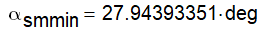 αsmmin = 27.94393351·deg